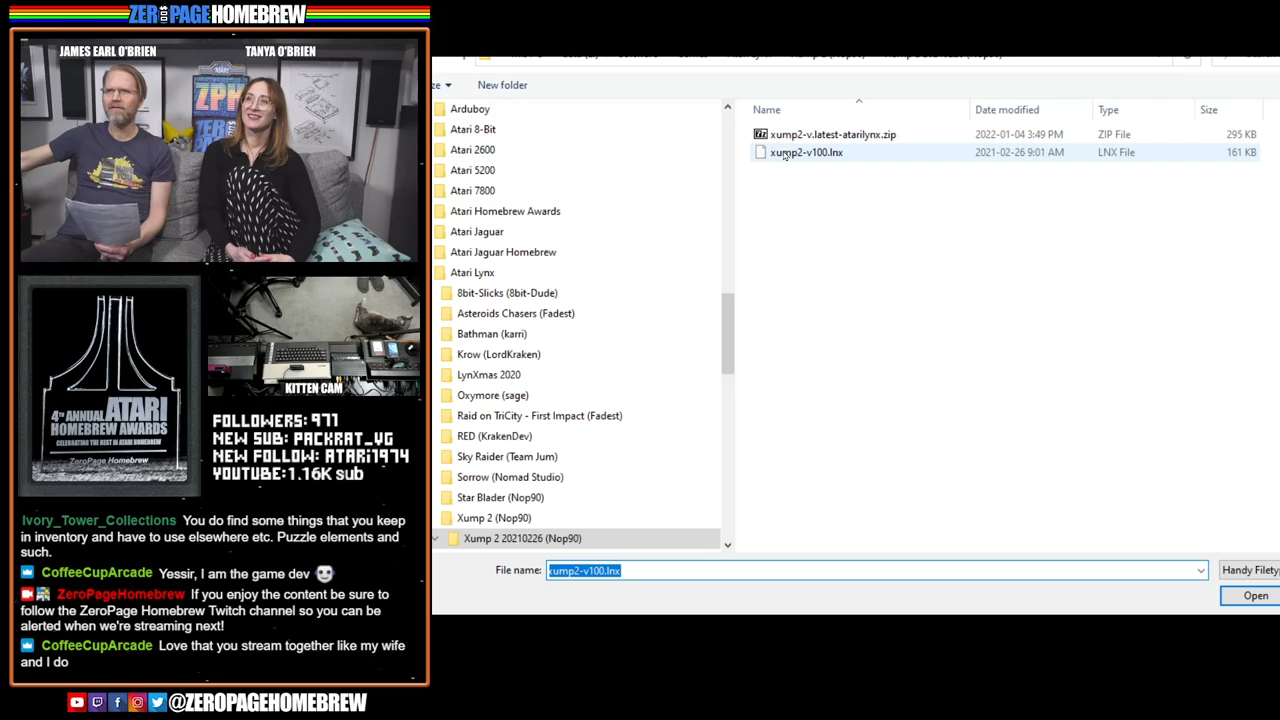 ZEROPAGE HOMEBREW
JAMES EARL O'BRIEN
TANYA O'BRIEN
ZPH
4TH ANNUAL ATARI
HOMEBREW AWARDS
CELEBRATING THE BEST IN ATARI HOMEBREW
ZeroPage Homebrew
KITTEN CAM
FOLLOWERS: 971
NEW SUB: PACKRAT_VG
NEW FOLLOW: ATARI1974
YOUTUBE:1.16K sub
Ivory_Tower_Collections You do find some things that you keep
in inventory and have to use elsewhere etc. Puzzle elements and
such.
CoffeeCupArcade Yessir, I am the game dev
ZeroPageHomebrew If you enjoy the content be sure to
follow the ZeroPage Homebrew Twitch channel so you can be
alerted when we're streaming next!
CoffeeCupArcade Love that you stream together like my wife
and I do
@ZEROPAGEHOMEBREW
ze New folder
Arduboy
Atari 8-Bit
Atari 2600
Atari 5200
Atari 7800
Atari Homebrew Awards
Atari Jaguar
Atari Jaguar Homebrew
Atari Lynx
8bit-Slicks (8bit-Dude)
Asteroids Chasers (Fadest)
Bathman (karri)
Krow (LordKraken)
LynXmas 2020
Oxymore (sage)
Raid on TriCity - First Impact (Fadest)
RED (KrakenDev)
Sky Raider (Team Jum)
Sorrow (Nomad Studio)
Star Blader (Nop90)
Xump 2 (Nop90)
Xump 2 20210226 (Nop90)
Name Date modified Type Size
xump2-v.latest-atarilynx.zip 2022-01-04 3:49 PM ZIP File 295 KB
xump2-v100.lnx 2021-02-26 9:01 AM LNX File 161 KB
File name: xump2-v100.lnx Handy Filety
Open